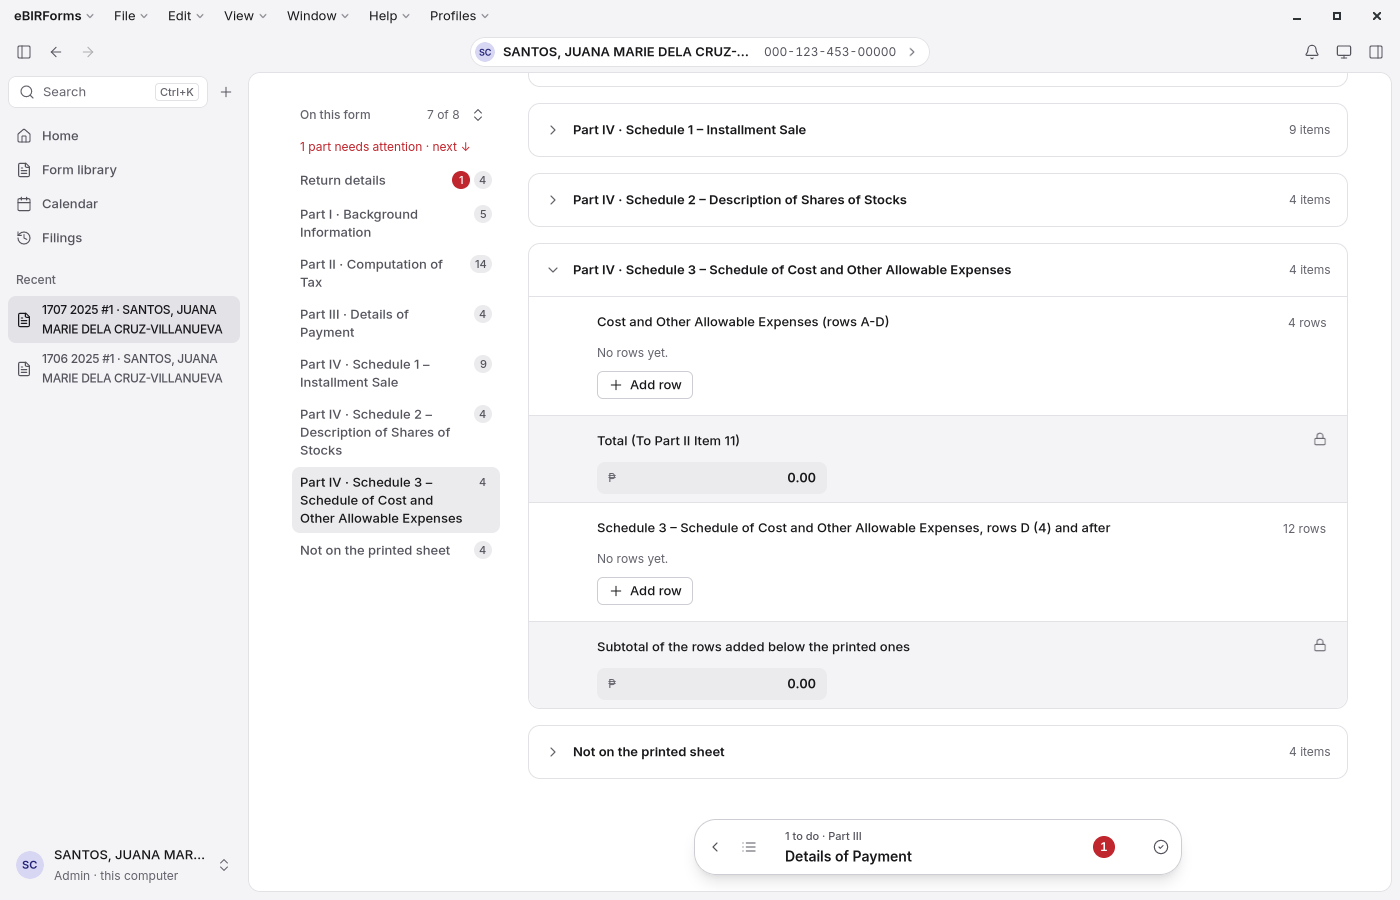 eBIRForms File Edit View Window Help Profiles
SC SANTOS, JUANA MARIE DELA CRUZ-... 000-123-453-00000
Search Ctrl+K
Home
Form library
Calendar
Filings
Recent
1707 2025 #1 · SANTOS, JUANA
MARIE DELA CRUZ-VILLANUEVA
1706 2025 #1 · SANTOS, JUANA
MARIE DELA CRUZ-VILLANUEVA
SC SANTOS, JUANA MAR...
Admin · this computer
On this form 7 of 8
1 part needs attention · next ↓
Return details 1 4
Part I · Background 5
Information
Part II · Computation of 14
Tax
Part III · Details of 4
Payment
Part IV · Schedule 1 – 9
Installment Sale
Part IV · Schedule 2 – 4
Description of Shares of
Stocks
Part IV · Schedule 3 – 4
Schedule of Cost and
Other Allowable Expenses
Not on the printed sheet 4
Part IV · Schedule 1 – Installment Sale 9 items
Part IV · Schedule 2 – Description of Shares of Stocks 4 items
Part IV · Schedule 3 – Schedule of Cost and Other Allowable Expenses 4 items
Cost and Other Allowable Expenses (rows A-D) 4 rows
No rows yet.
Add row
Total (To Part II Item 11)
₱ 0.00
Schedule 3 – Schedule of Cost and Other Allowable Expenses, rows D (4) and after 12 rows
No rows yet.
Add row
Subtotal of the rows added below the printed ones
₱ 0.00
Not on the printed sheet 4 items
1 to do · Part III
Details of Payment 1